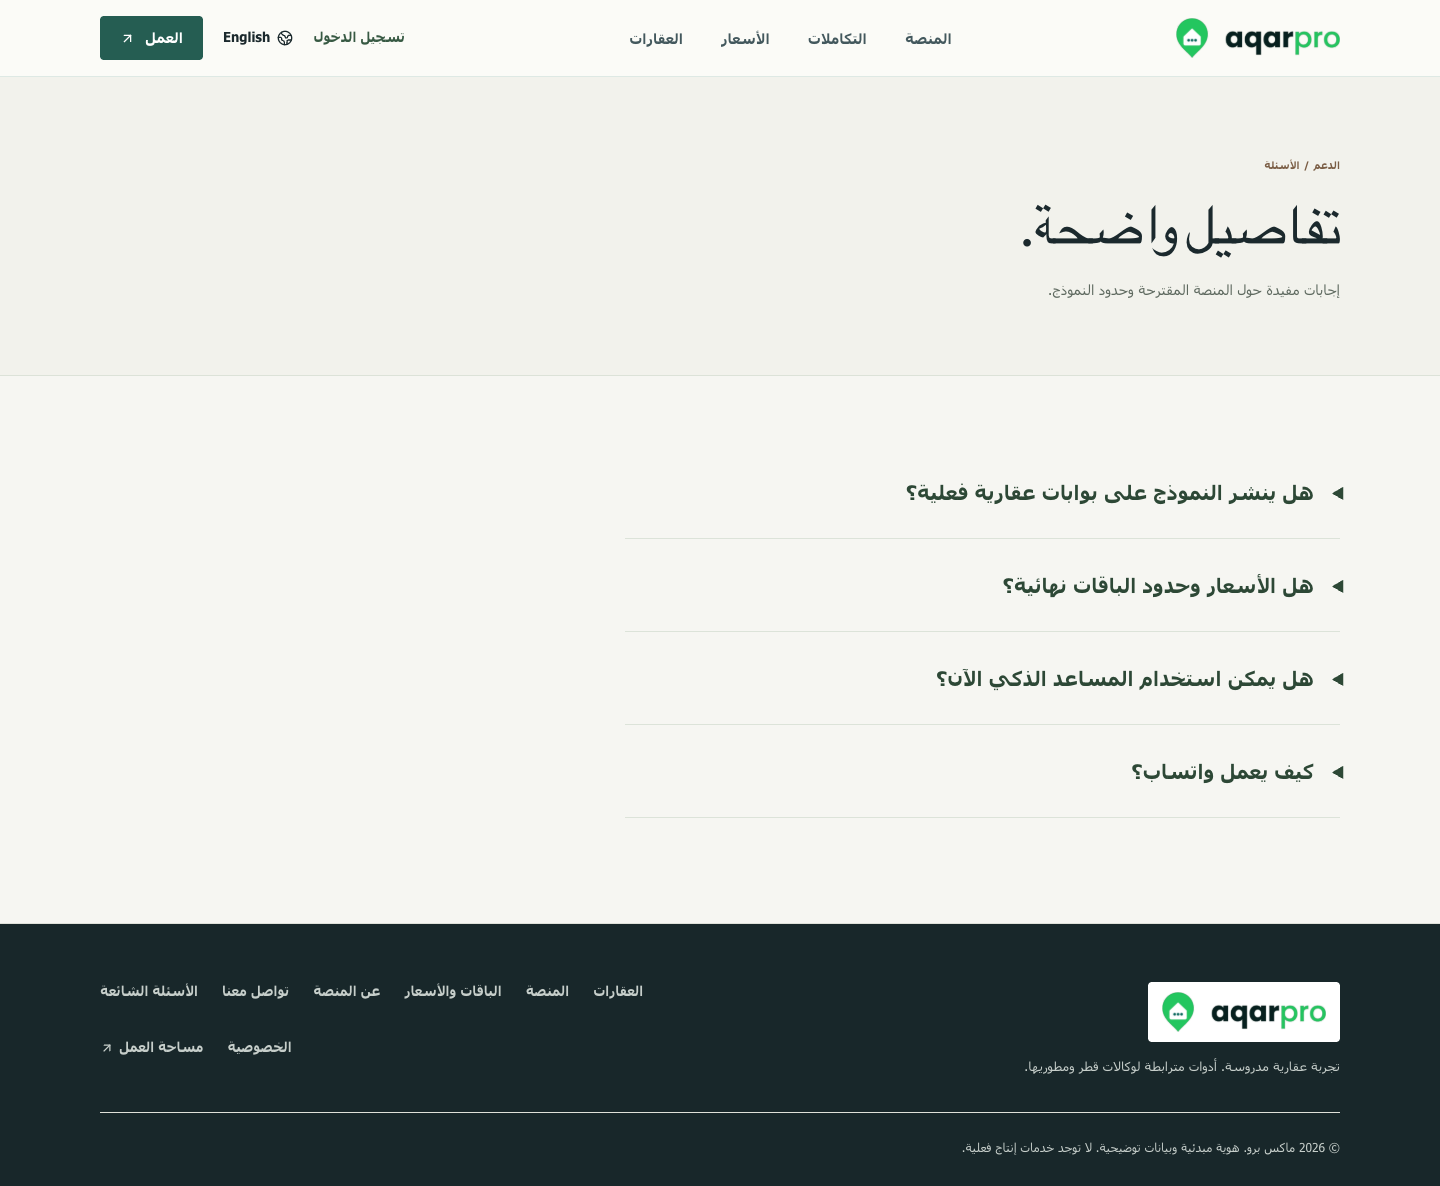 aqarpro
المنصة
التكاملات
الأسعار
العقارات
تسجيل الدخول
English
العمل
الدعم / الأسئلة
تفاصيل واضحة.
إجابات مفيدة حول المنصة المقترحة وحدود النموذج.
هل ينشر النموذج على بوابات عقارية فعلية؟
هل الأسعار وحدود الباقات نهائية؟
هل يمكن استخدام المساعد الذكي الآن؟
كيف يعمل واتساب؟
aqarpro
تجربة عقارية مدروسة. أدوات مترابطة لوكالات قطر ومطوريها.
العقارات
المنصة
الباقات والأسعار
عن المنصة
تواصل معنا
الأسئلة الشائعة
الخصوصية
مساحة العمل
© 2026 ماكس برو. هوية مبدئية وبيانات توضيحية. لا توجد خدمات إنتاج فعلية.